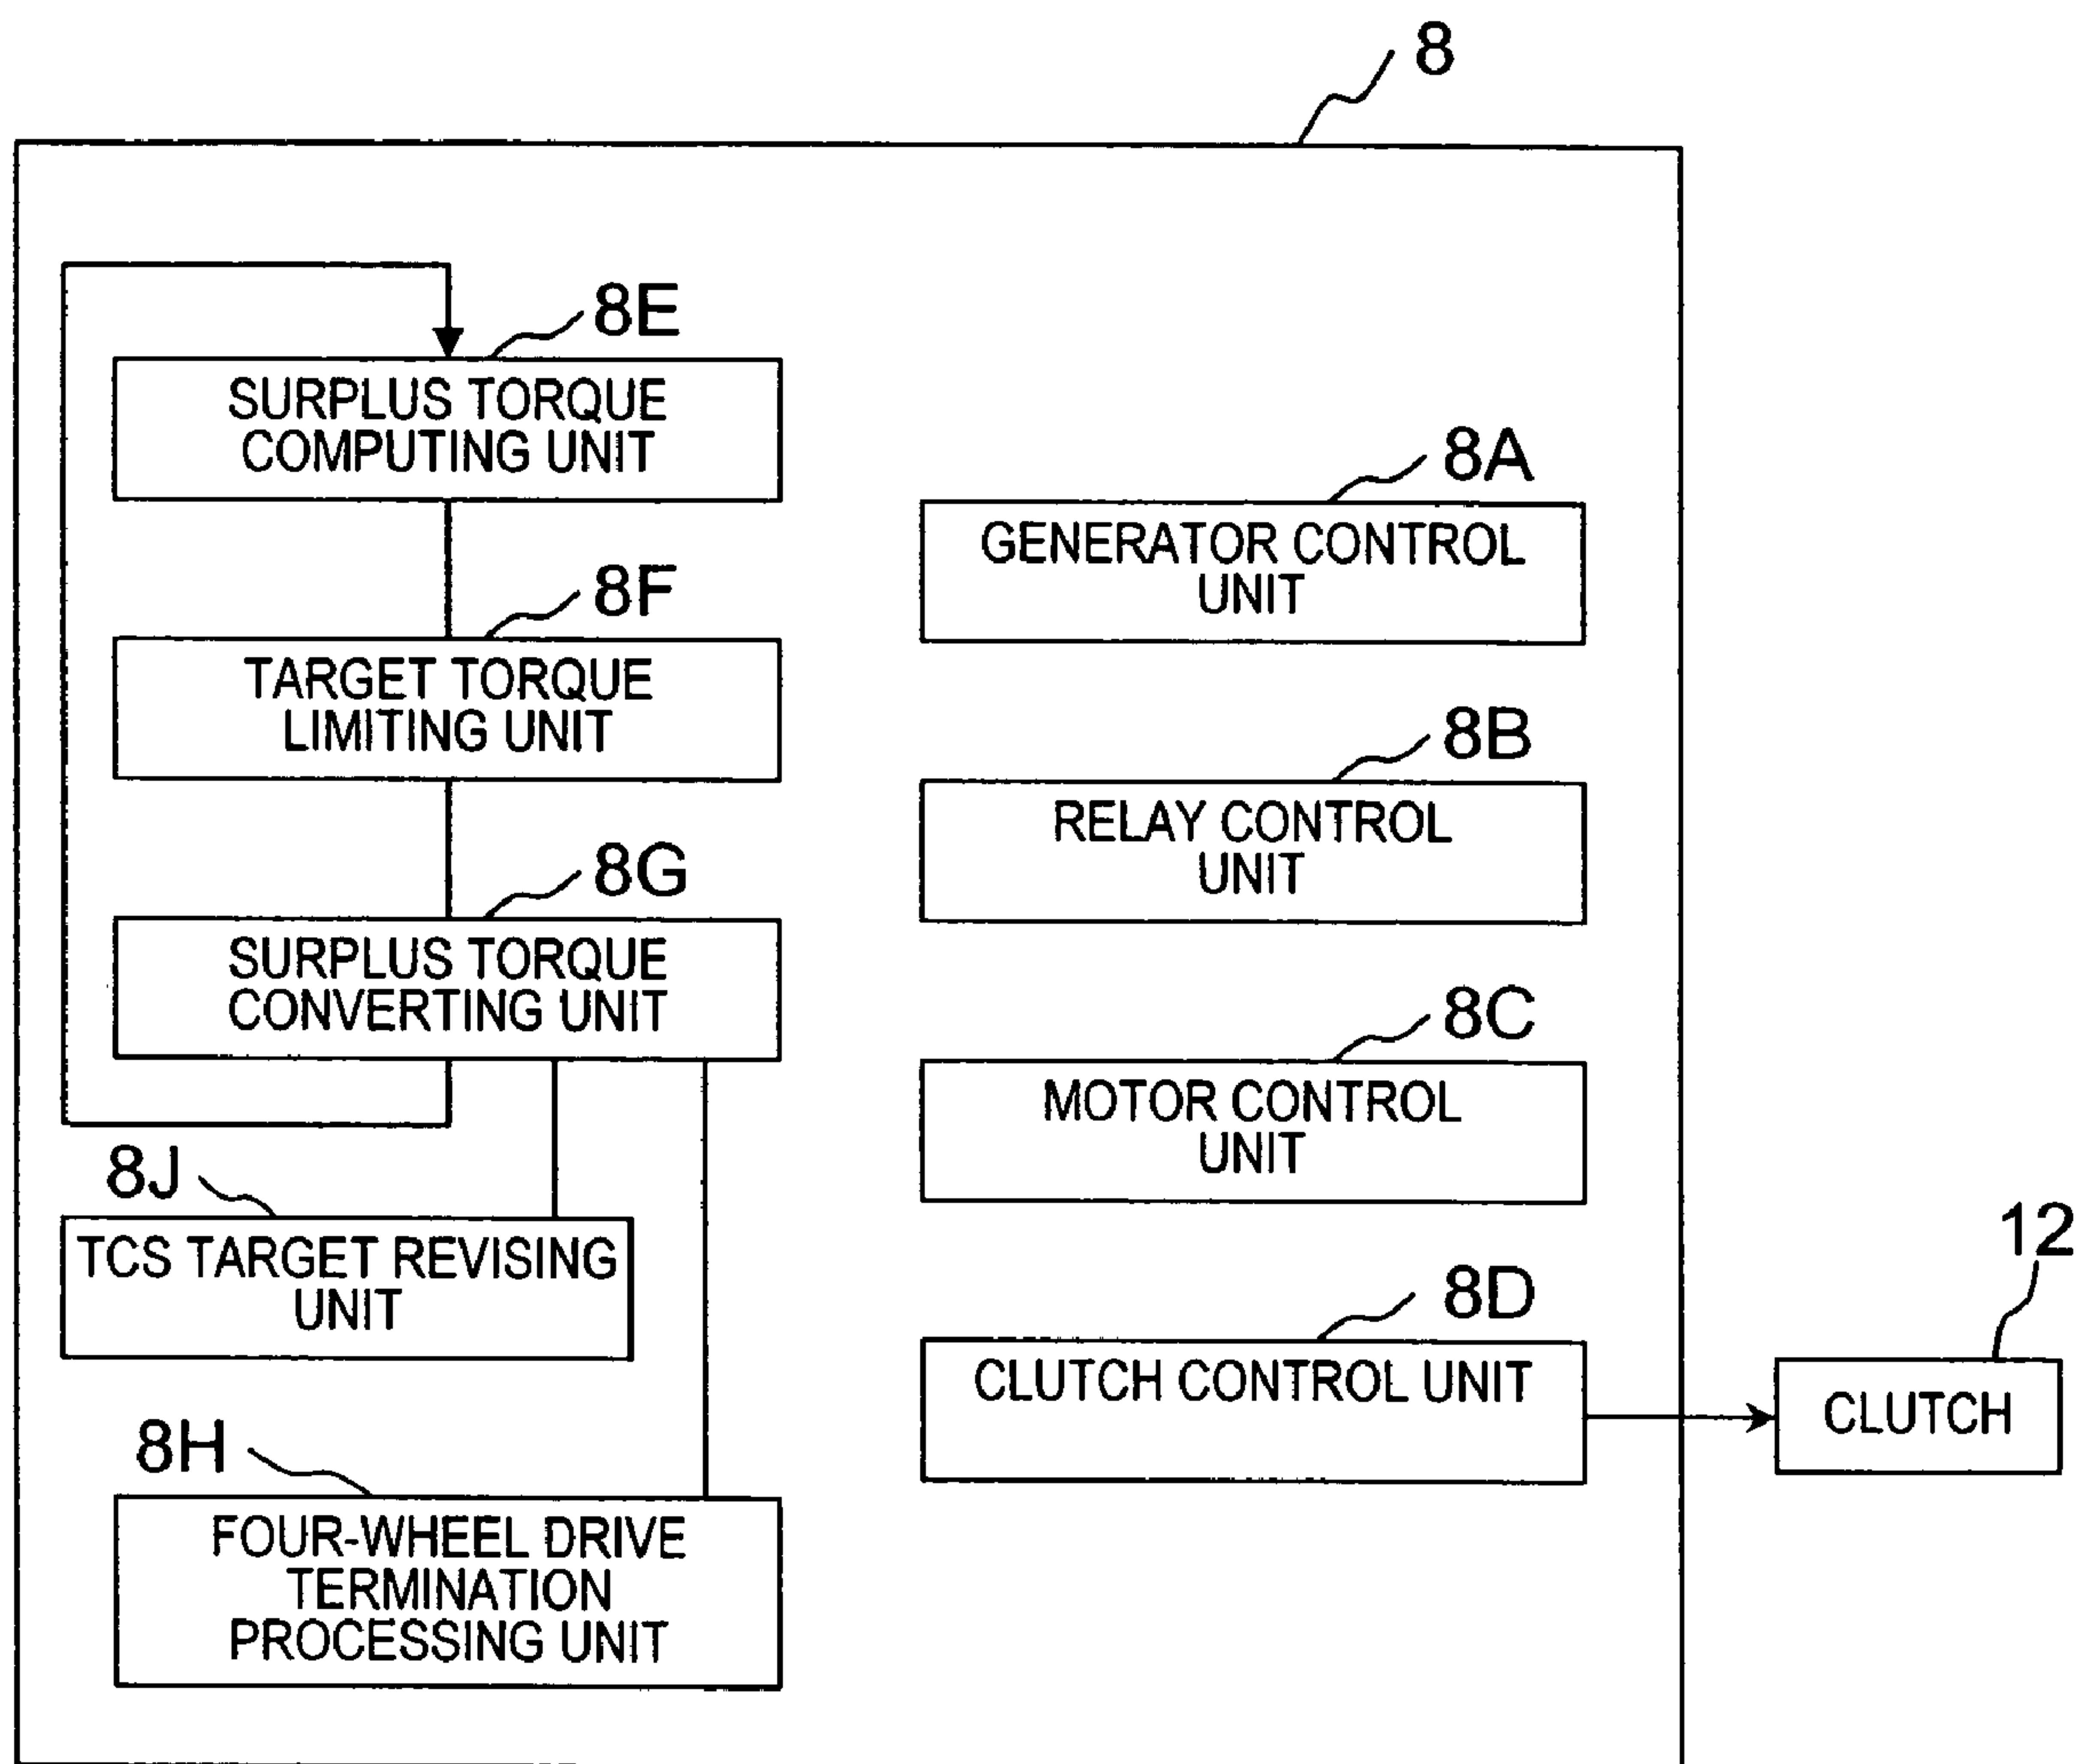 8
8E
SURPLUS TORQUE
COMPUTING UNIT
8A
GENERATOR CONTROL
UNIT
8F
TARGET TORQUE
LIMITING UNIT
8B
RELAY CONTROL
UNIT
8G
SURPLUS TORQUE
CONVERTING UNIT
8C
MOTOR CONTROL
UNIT
8J
TCS TARGET REVISING
UNIT
8D
CLUTCH CONTROL UNIT
12
CLUTCH
8H
FOUR-WHEEL DRIVE
TERMINATION
PROCESSING UNIT